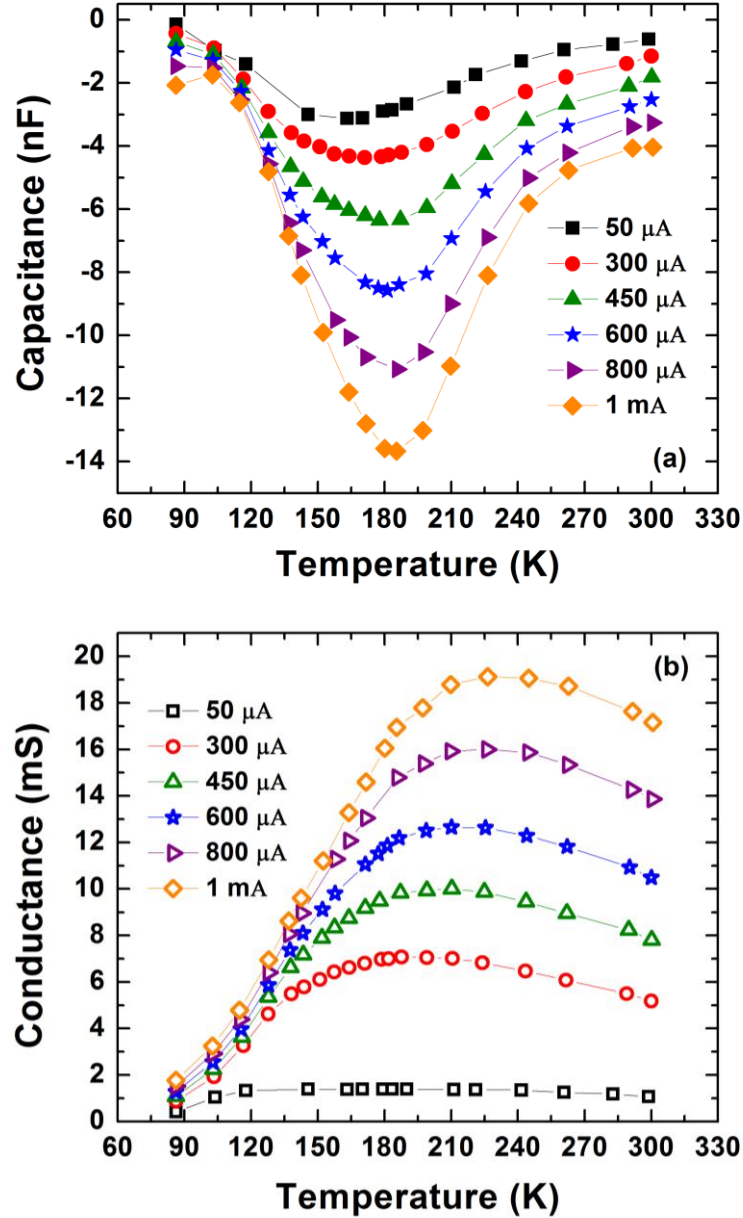 Capacitance (nF)
0
-2
-4
-6
-8
-10
-12
-14
50 μA
300 μA
450 μA
600 μA
800 μA
1 mA
(a)
60 90 120 150 180 210 240 270 300 330
Temperature (K)
Conductance (mS)
20
18
16
14
12
10
8
6
4
2
0
(b)
50 μA
300 μA
450 μA
600 μA
800 μA
1 mA
60 90 120 150 180 210 240 270 300 330
Temperature (K)